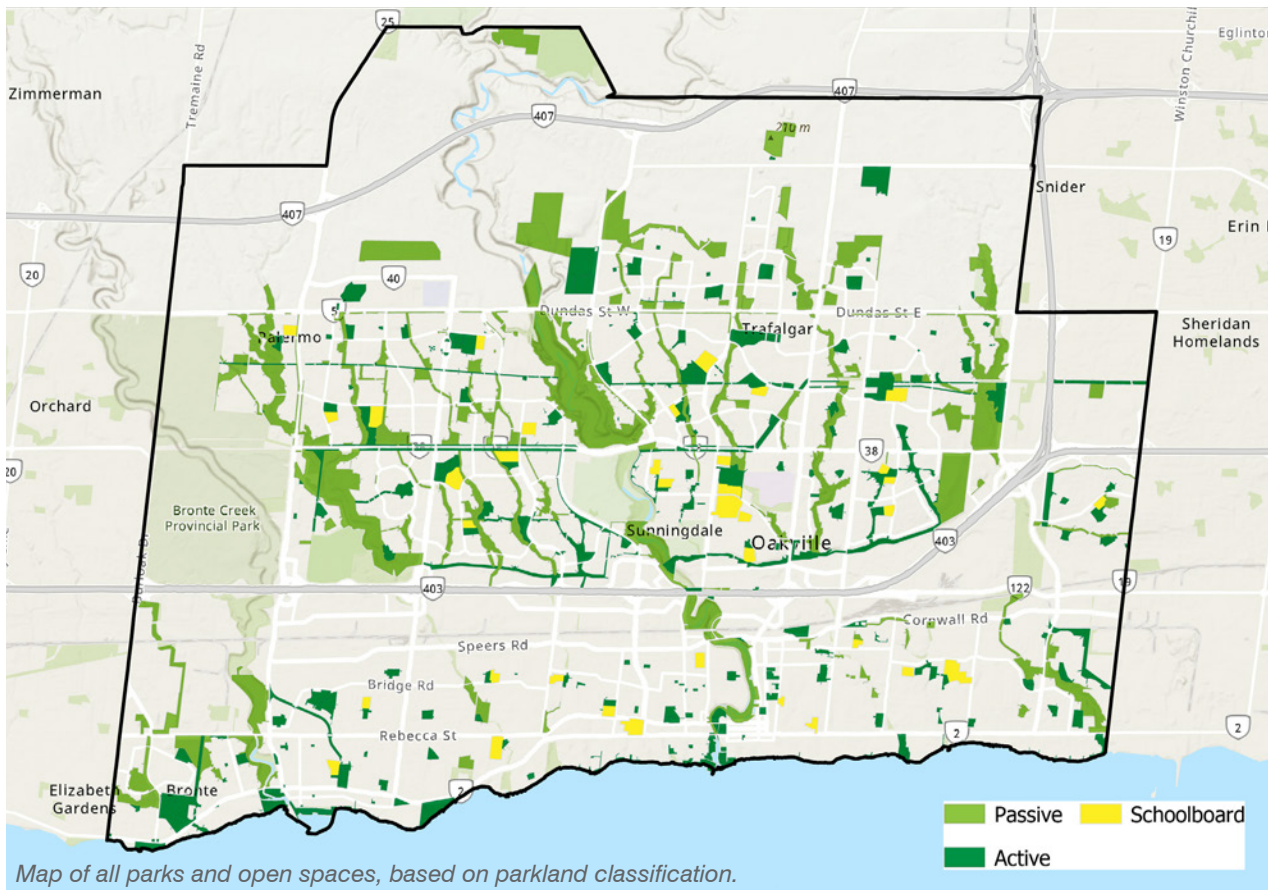 25
Eglinton
Zimmerman
Tremaine Rd
407
407
Winston Churchil
210 m
Snider
407
19
Erin
20
40
5
Dundas St W
Dundas St E
Palermo
Trafalgar
Sheridan
Homelands
Orchard
38
38
20
Bronte Creek
Provincial Park
Sunningdale
Oakville
403
403
122
19
Speers Rd
Cornwall Rd
Bridge Rd
Rebecca St
2
2
Elizabeth
Gardens
Bronte
2
Passive
Schoolboard
Active
Map of all parks and open spaces, based on parkland classification.